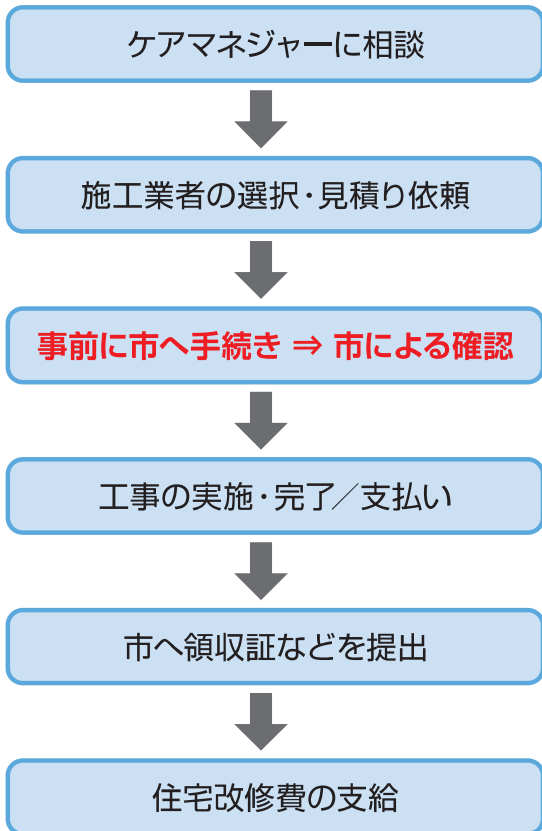 ケアマネジャーに相談
施工業者の選択・見積り依頼
事前に市へ手続き ⇒ 市による確認
工事の実施・完了／支払い
市へ領収証などを提出
住宅改修費の支給